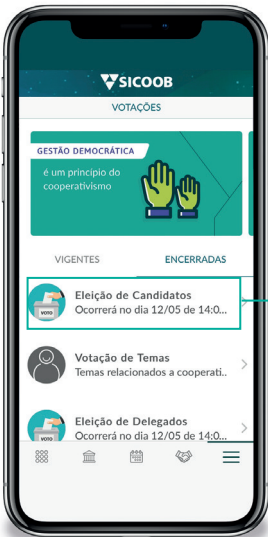 SICOOB
VOTAÇÕES
GESTÃO DEMOCRÁTICA
é um princípio do
cooperativismo
VIGENTES ENCERRADAS
Eleição de Candidatos
Ocorrerá no dia 12/05 de 14:0...
VOTO
Votação de Temas
Temas relacionados a cooperati..
Eleição de Delegados
Ocorrerá no dia 12/05 de 14:0...
VOTO